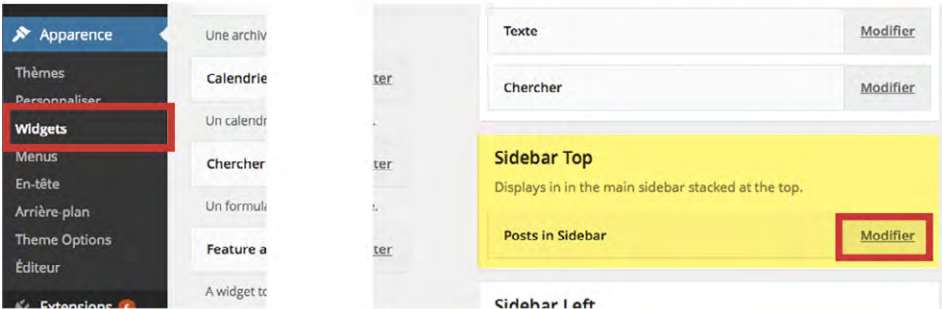 Apparence
Thèmes
Personnaliser
Widgets
Menus
En-tête
Arrière-plan
Theme Options
Éditeur
Extensions 6
Une archiv
Calendrie ter
Un calendr .
Chercher ter
Un formula e.
Feature a ter
A widget to
Texte Modifier
Chercher Modifier
Sidebar Top
Displays in in the main sidebar stacked at the top.
Posts in Sidebar Modifier
Sidebar Left